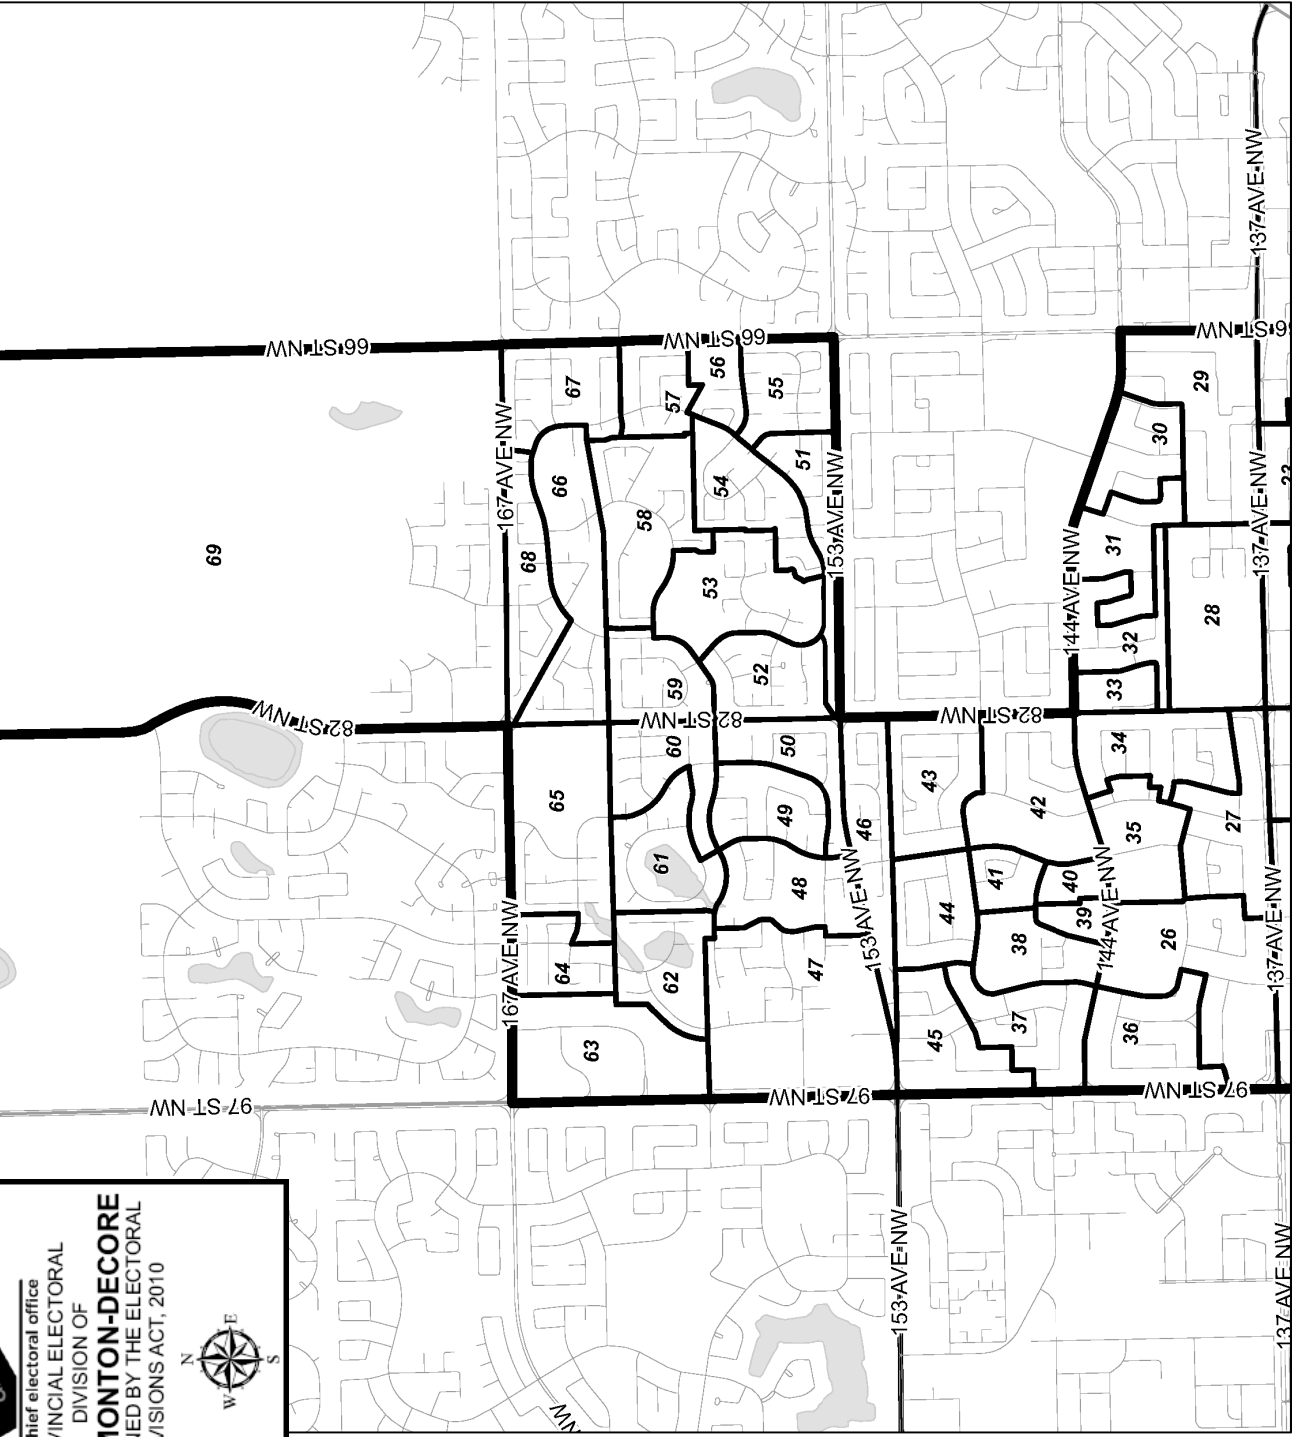 hief electoral office
VINCIAL ELECTORAL
DIVISION OF
MONTON-DECORE
NED BY THE ELECTORAL
VISIONS ACT, 2010
N
W E
S
97 ST NW
82 ST NW
69
66 ST NW
NW
167 AVE NW
167 AVE NW
63
64
65
68
66
67
62
61
60
82 ST NW
59
58
57
66 ST NW
56
47
48
49
50
52
53
54
51
55
97 ST NW
153 AVE NW
46
153 AVE NW
153 AVE NW
45
44
43
82 ST NW
37
38
41
42
39
40
144 AVE NW
144 AVE NW
36
26
35
34
33
32
31
30
29
97 ST NW
27
28
66 ST NW
137 AVE NW
137 AVE NW
137 AVE NW
137 AVE NW
23